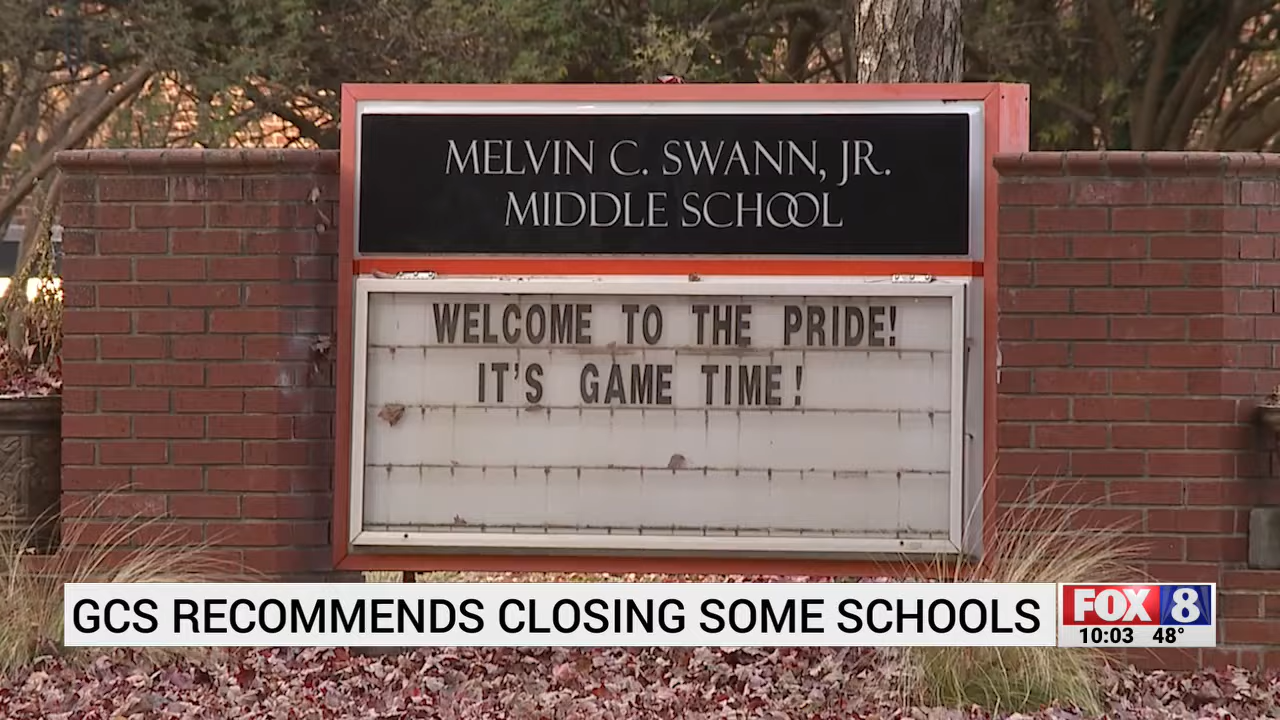 MELVIN C. SWANN, JR.
MIDDLE SCHOOL
WELCOME TO THE PRIDE!
IT'S GAME TIME!
GCS RECOMMENDS CLOSING SOME SCHOOLS
FOX 8
10:03 48°